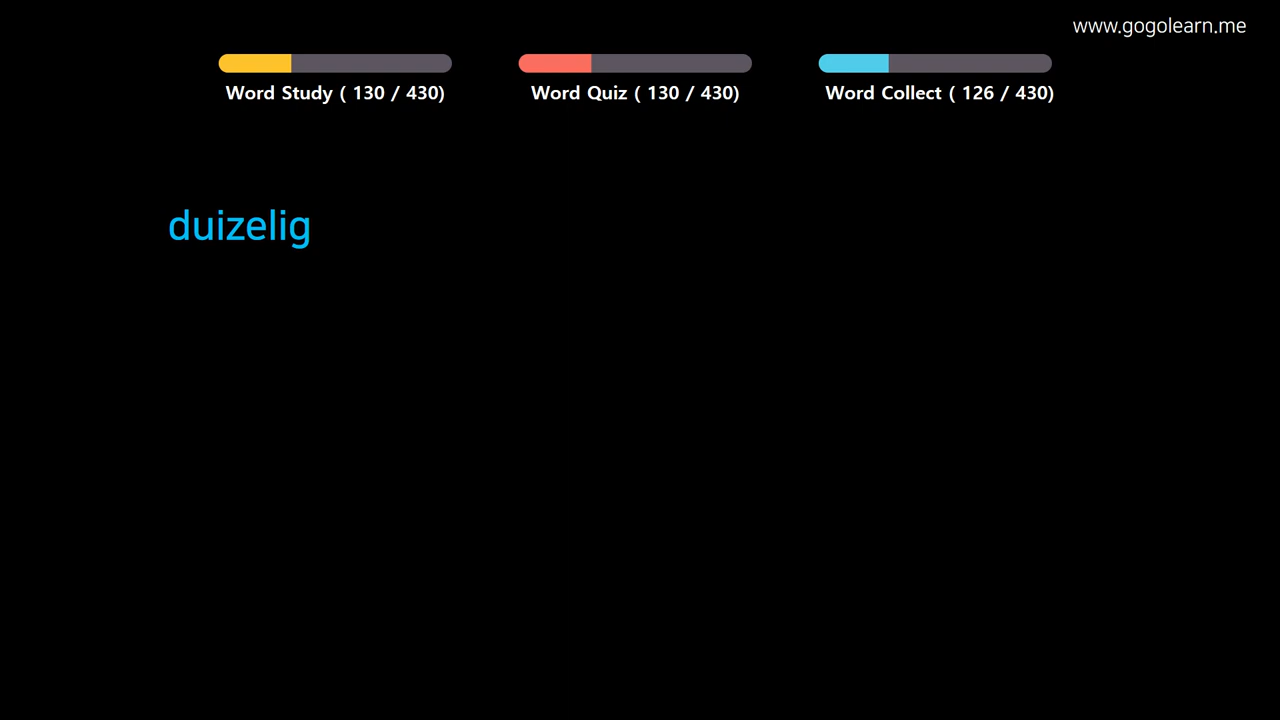 www.gogolearn.me
Word Study ( 130 / 430)
Word Quiz ( 130 / 430)
Word Collect ( 126 / 430)
duizelig